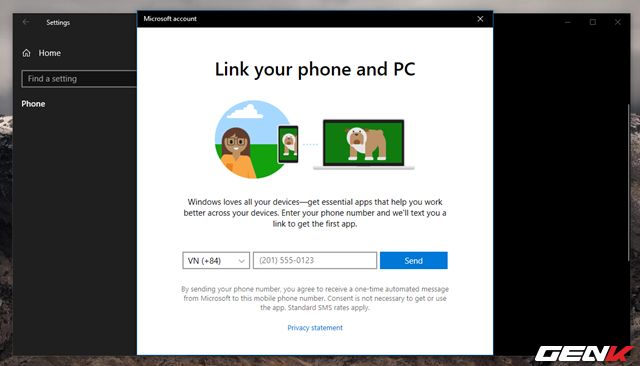 Settings
Microsoft account
Home
Find a setting
Phone
Link your phone and PC
Windows loves all your devices—get essential apps that help you work
better across your devices. Enter your phone number and we'll text you a
link to get the first app.
VN (+84)
(201) 555-0123
Send
By sending your phone number, you agree to receive a one-time automated message
from Microsoft to this mobile phone number. Consent is not necessary to get or use
the app. Standard SMS rates apply.
Privacy statement
GENK